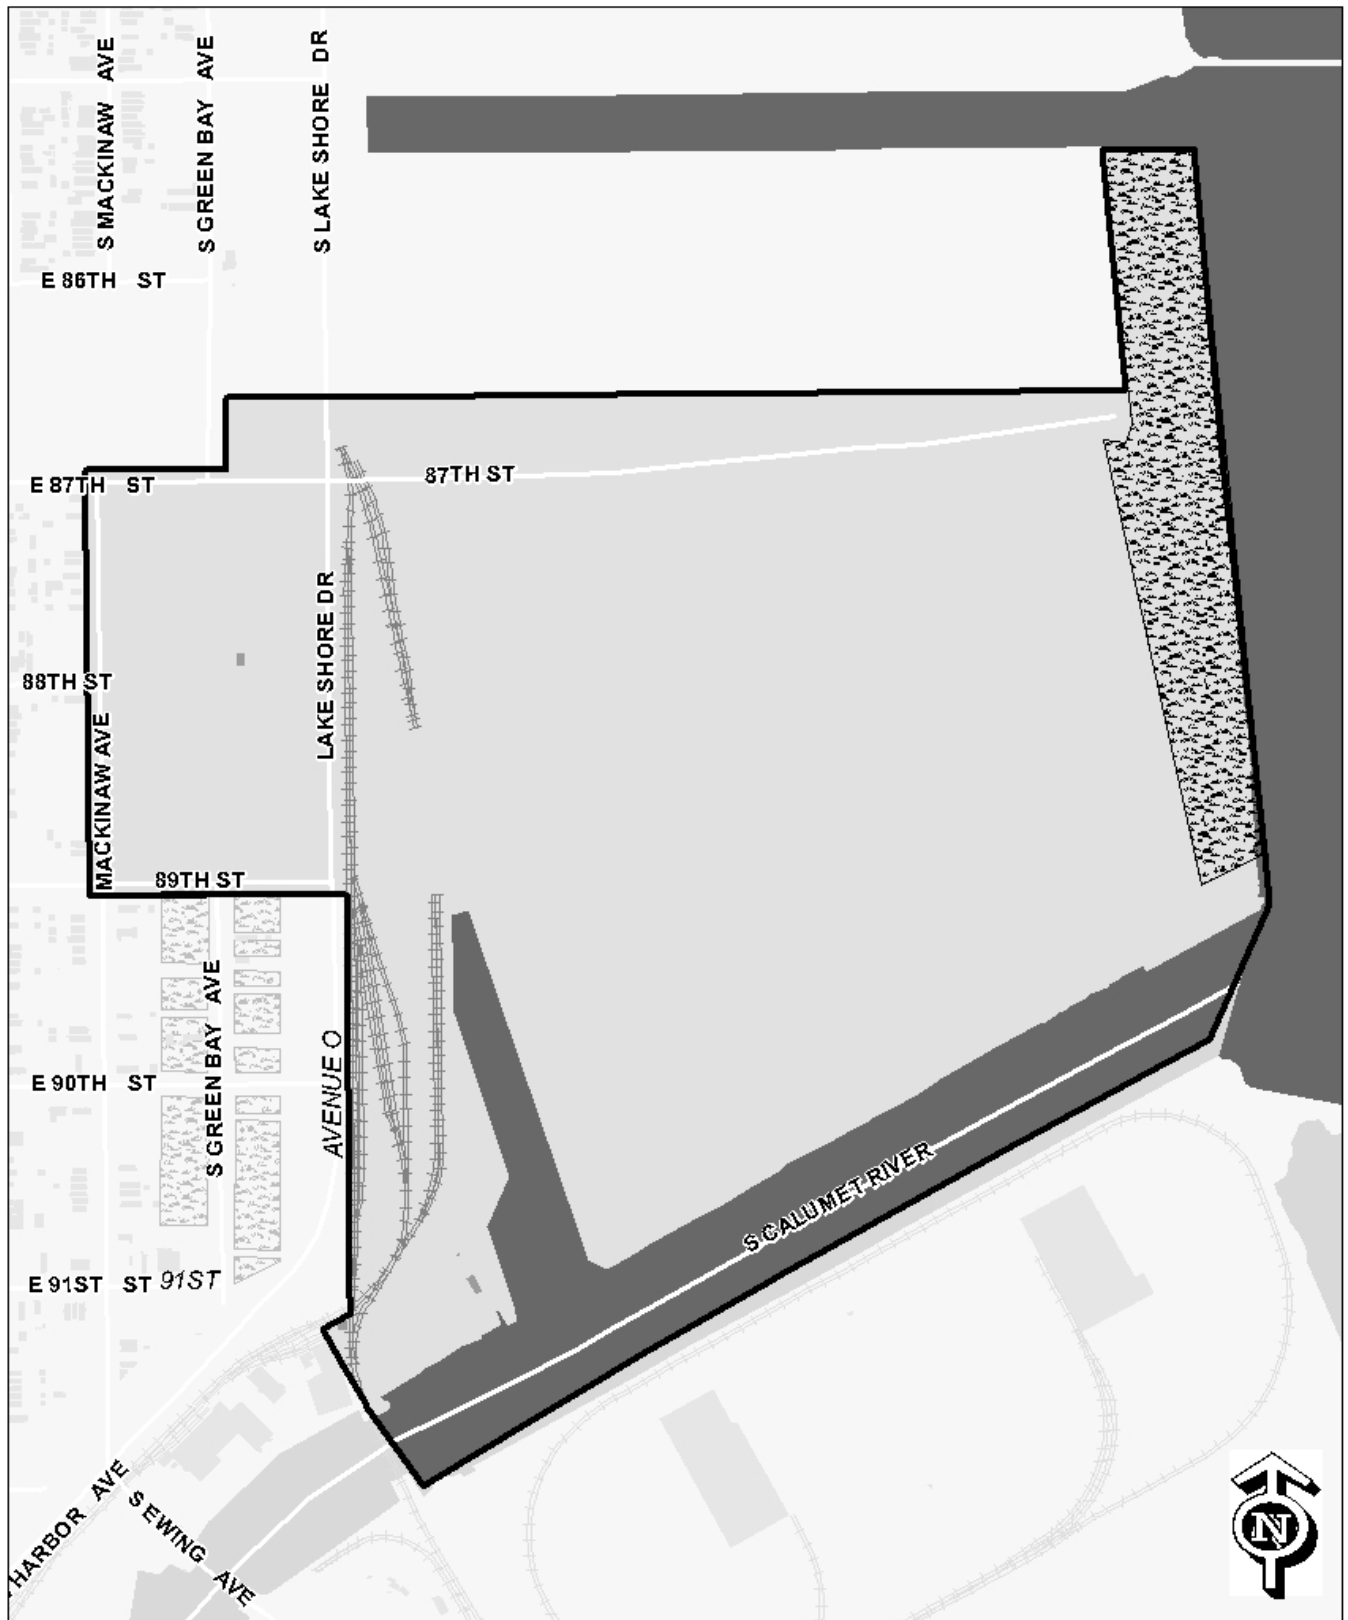 S MACKINAW AVE
S GREEN BAY AVE
S LAKE SHORE DR
E 86TH ST
E 87TH ST
87TH ST
LAKE SHORE DR
88TH ST
MACKINAW AVE
89TH ST
S GREEN BAY AVE
AVENUE O
E 90TH ST
S CALUMET RIVER
E 91ST ST
91ST
HARBOR AVE
S EWING AVE
N